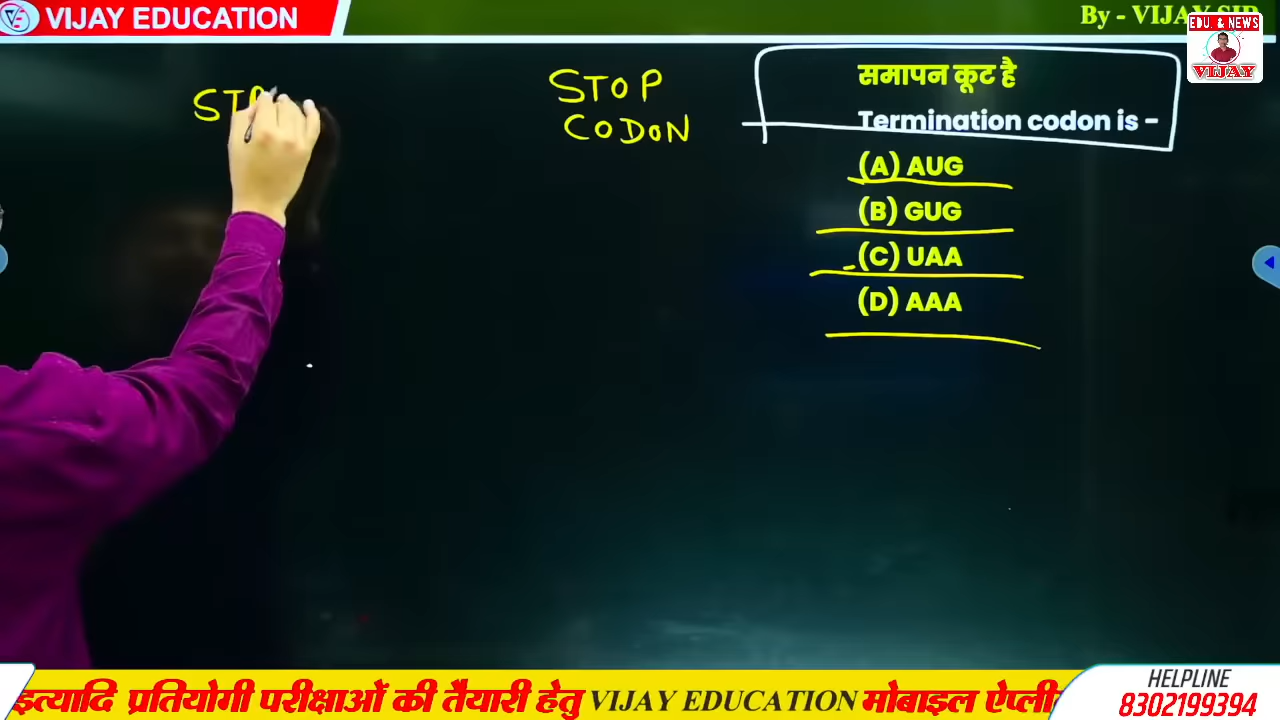 VIJAY EDUCATION
By - VIJAY SIR
EDU. & NEWS
VIJAY
STO
STOP
CODON
समापन कूट है
Termination codon is -
(A) AUG
(B) GUG
(C) UAA
(D) AAA
इत्यादि प्रतियोगी परीक्षाओं की तैयारी हेतु VIJAY EDUCATION मोबाइल ऐप्ली
HELPLINE
8302199394